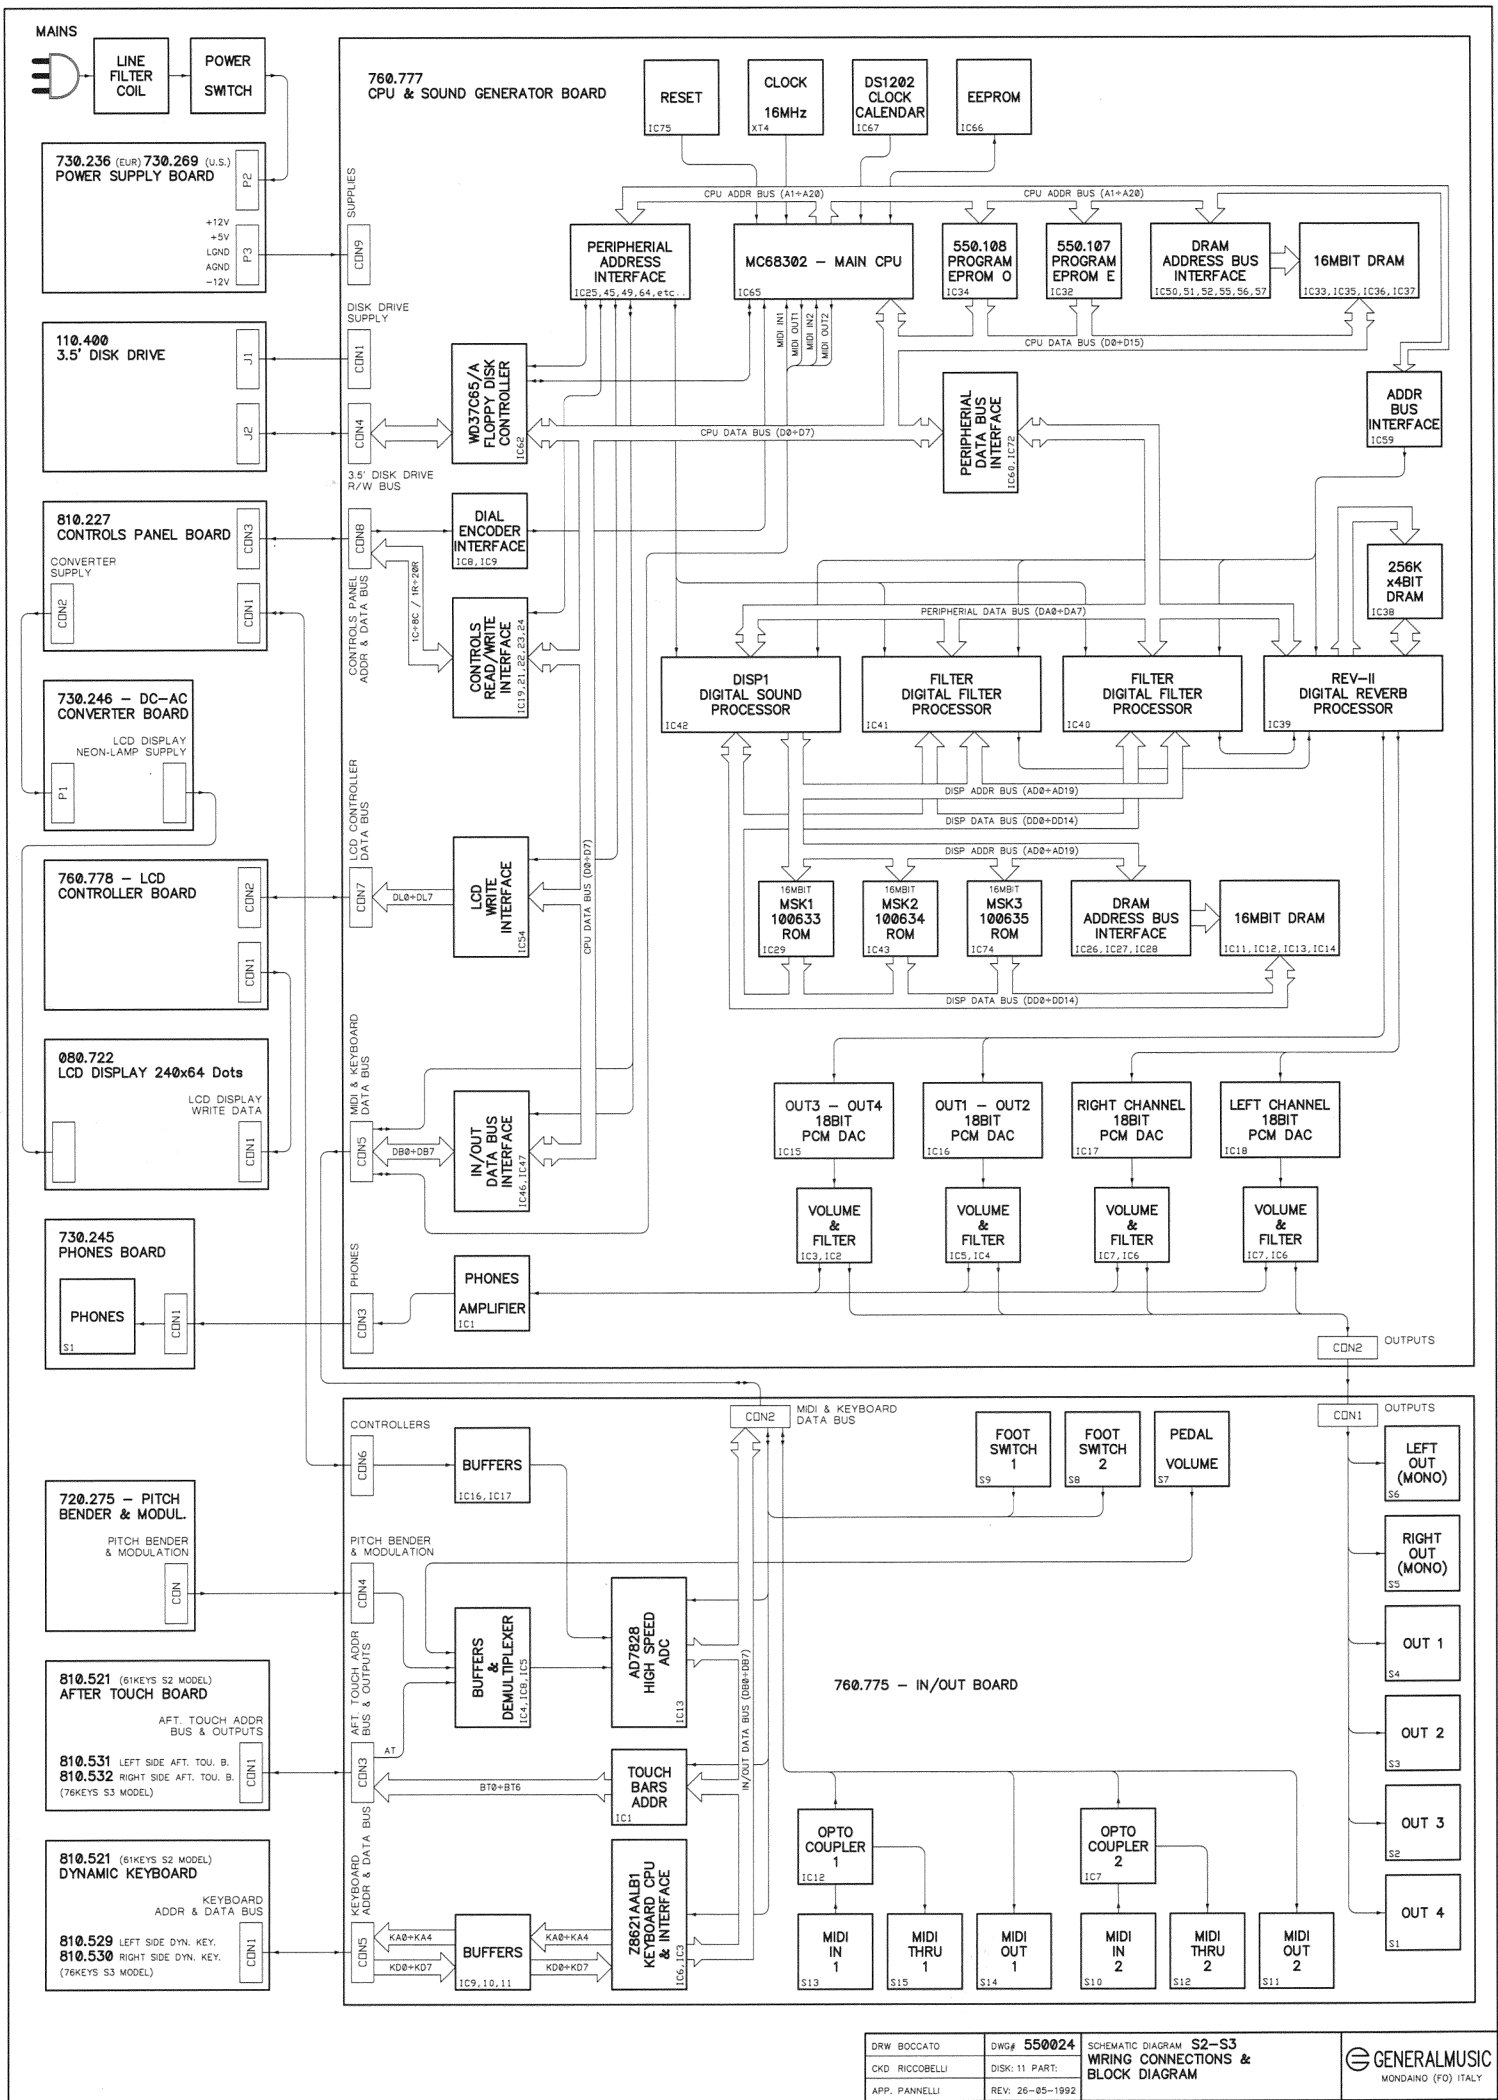 MAINS
LINE
FILTER
COIL
POWER
SWITCH
730.236 (EUR) 730.269 (U.S.)
POWER SUPPLY BOARD
P2
+12V
+5V
LGND
AGND
-12V
P3
110.400
3.5' DISK DRIVE
J1
J2
810.227
CONTROLS PANEL BOARD
CON3
CONVERTER
SUPPLY
CON2
CON1
730.246 - DC-AC
CONVERTER BOARD
LCD DISPLAY
NEON-LAMP SUPPLY
P1
760.778 - LCD
CONTROLLER BOARD
CON2
CON1
080.722
LCD DISPLAY 240x64 Dots
LCD DISPLAY
WRITE DATA
CON1
730.245
PHONES BOARD
PHONES
S1
CON1
720.275 - PITCH
BENDER & MODUL.
PITCH BENDER
& MODULATION
CON
810.521 (61KEYS S2 MODEL)
AFTER TOUCH BOARD
AFT. TOUCH ADDR
BUS & OUTPUTS
810.531 LEFT SIDE AFT. TOU. B.
810.532 RIGHT SIDE AFT. TOU. B.
(76KEYS S3 MODEL)
CON1
810.521 (61KEYS S2 MODEL)
DYNAMIC KEYBOARD
KEYBOARD
ADDR & DATA BUS
810.529 LEFT SIDE DYN. KEY.
810.530 RIGHT SIDE DYN. KEY.
(76KEYS S3 MODEL)
CON1
760.777
CPU & SOUND GENERATOR BOARD
RESET
IC75
CLOCK
16MHz
XT4
DS1202
CLOCK
CALENDAR
IC67
EEPROM
IC66
SUPPLIES
CON9
CPU ADDR BUS (A1÷A20)
CPU ADDR BUS (A1÷A20)
PERIPHERIAL
ADDRESS
INTERFACE
IC25,45,49,64,etc..
MC68302 - MAIN CPU
IC65
550.108
PROGRAM
EPROM O
IC34
550.107
PROGRAM
EPROM E
IC32
DRAM
ADDRESS BUS
INTERFACE
IC50,51,52,55,56,57
16MBIT DRAM
IC33,IC35,IC36,IC37
MIDI IN1
MIDI OUT1
MIDI IN2
MIDI OUT2
CPU DATA BUS (D0÷D15)
DISK DRIVE
SUPPLY
CON1
CON4
3.5' DISK DRIVE
R/W BUS
WD37C65/A
FLOPPY DISK
CONTROLLER
IC62
CPU DATA BUS (D0÷D7)
PERIPHERIAL
DATA BUS
INTERFACE
IC60,IC72
ADDR
BUS
INTERFACE
IC59
CON8
DIAL
ENCODER
INTERFACE
IC8,IC9
CONTROLS PANEL
ADDR & DATA BUS
1C÷8C / 1R÷20R
CONTROLS
READ/WRITE
INTERFACE
IC19,21,22,23,24
256K
x4BIT
DRAM
IC38
PERIPHERIAL DATA BUS (DA0÷DA7)
DISP1
DIGITAL SOUND
PROCESSOR
IC42
FILTER
DIGITAL FILTER
PROCESSOR
IC41
FILTER
DIGITAL FILTER
PROCESSOR
IC40
REV-II
DIGITAL REVERB
PROCESSOR
IC39
DISP ADDR BUS (AD0÷AD19)
DISP DATA BUS (DD0÷DD14)
DISP ADDR BUS (AD0÷AD19)
LCD CONTROLLER
DATA BUS
CON7
DL0÷DL7
LCD
WRITE
INTERFACE
IC54
CPU DATA BUS (D0÷D7)
16MBIT
MSK1
100633
ROM
IC29
16MBIT
MSK2
100634
ROM
IC43
16MBIT
MSK3
100635
ROM
IC74
DRAM
ADDRESS BUS
INTERFACE
IC26,IC27,IC28
16MBIT DRAM
IC11,IC12,IC13,IC14
DISP DATA BUS (DD0÷DD14)
MIDI & KEYBOARD
DATA BUS
CON5
DB0÷DB7
IN/OUT
DATA BUS
INTERFACE
IC46,IC47
OUT3 - OUT4
18BIT
PCM DAC
IC15
OUT1 - OUT2
18BIT
PCM DAC
IC16
RIGHT CHANNEL
18BIT
PCM DAC
IC17
LEFT CHANNEL
18BIT
PCM DAC
IC18
VOLUME
&
FILTER
IC3,IC2
VOLUME
&
FILTER
IC5,IC4
VOLUME
&
FILTER
IC7,IC6
VOLUME
&
FILTER
IC7,IC6
PHONES
CON3
PHONES
AMPLIFIER
IC1
CON2
OUTPUTS
CON2
MIDI & KEYBOARD
DATA BUS
CON1
OUTPUTS
CONTROLLERS
CON6
BUFFERS
IC16,IC17
FOOT
SWITCH
1
S9
FOOT
SWITCH
2
S8
PEDAL
VOLUME
S7
LEFT
OUT
(MONO)
S6
RIGHT
OUT
(MONO)
S5
OUT 1
S4
OUT 2
S3
OUT 3
S2
OUT 4
S1
PITCH BENDER
& MODULATION
CON4
BUFFERS
&
DEMULTIPLEXER
IC4,IC8,IC5
AD7828
HIGH SPEED
ADC
IC13
IN/OUT DATA BUS (DB0÷DB7)
760.775 - IN/OUT BOARD
AFT. TOUCH ADDR
BUS & OUTPUTS
CON3
AT
BT0÷BT6
TOUCH
BARS
ADDR
IC1
KEYBOARD
ADDR & DATA BUS
CON5
KA0÷KA4
KD0÷KD7
BUFFERS
IC9,10,11
KA0÷KA4
KD0÷KD7
Z8621AALB1
KEYBOARD CPU
& INTERFACE
IC6,IC3
OPTO
COUPLER
1
IC12
OPTO
COUPLER
2
IC7
MIDI
IN
1
S13
MIDI
THRU
1
S15
MIDI
OUT
1
S14
MIDI
IN
2
S10
MIDI
THRU
2
S12
MIDI
OUT
2
S11
DRW BOCCATO
CKD RICCOBELLI
APP. PANNELLI
DWG# 550024
DISK: 11 PART:
REV: 26-05-1992
SCHEMATIC DIAGRAM S2-S3
WIRING CONNECTIONS &
BLOCK DIAGRAM
GENERALMUSIC
MONDAINO (FO) ITALY